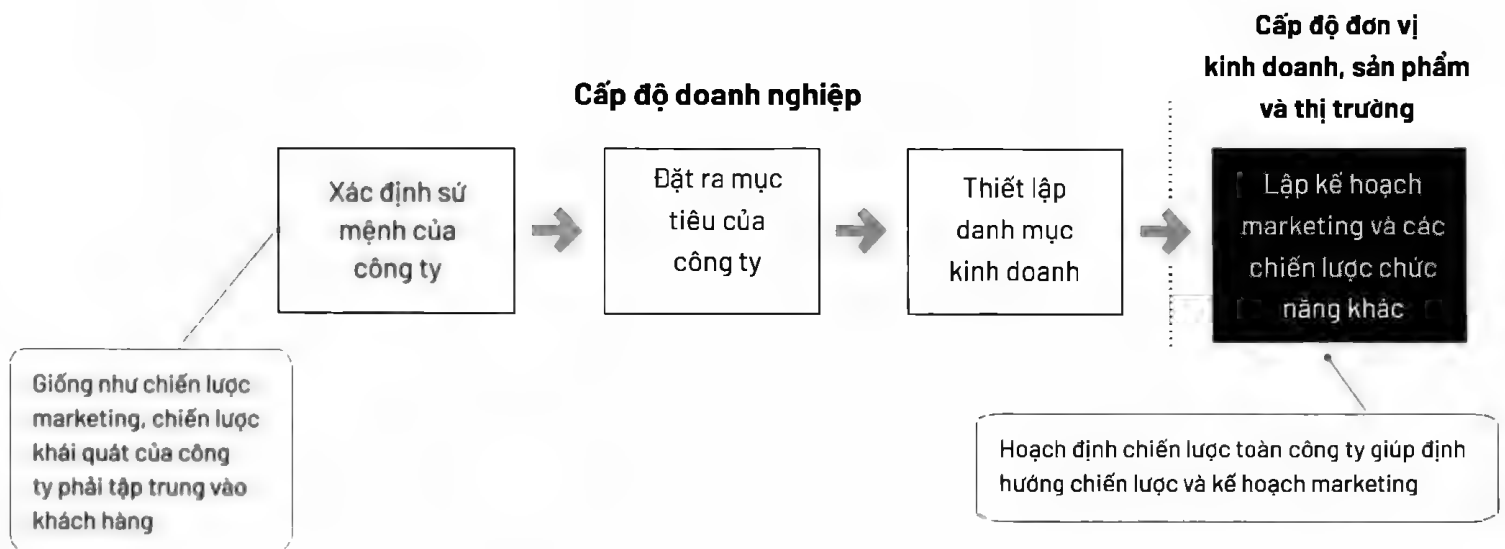 Cấp độ doanh nghiệp
Cấp độ đơn vị
kinh doanh, sản phẩm
và thị trường
Xác định sứ
mệnh của
công ty
Đặt ra mục
tiêu của
công ty
Thiết lập
danh mục
kinh doanh
Lập kế hoạch
marketing và các
chiến lược chức
năng khác
Giống như chiến lược
marketing, chiến lược
khái quát của công
ty phải tập trung vào
khách hàng
Hoạch định chiến lược toàn công ty giúp định
hướng chiến lược và kế hoạch marketing